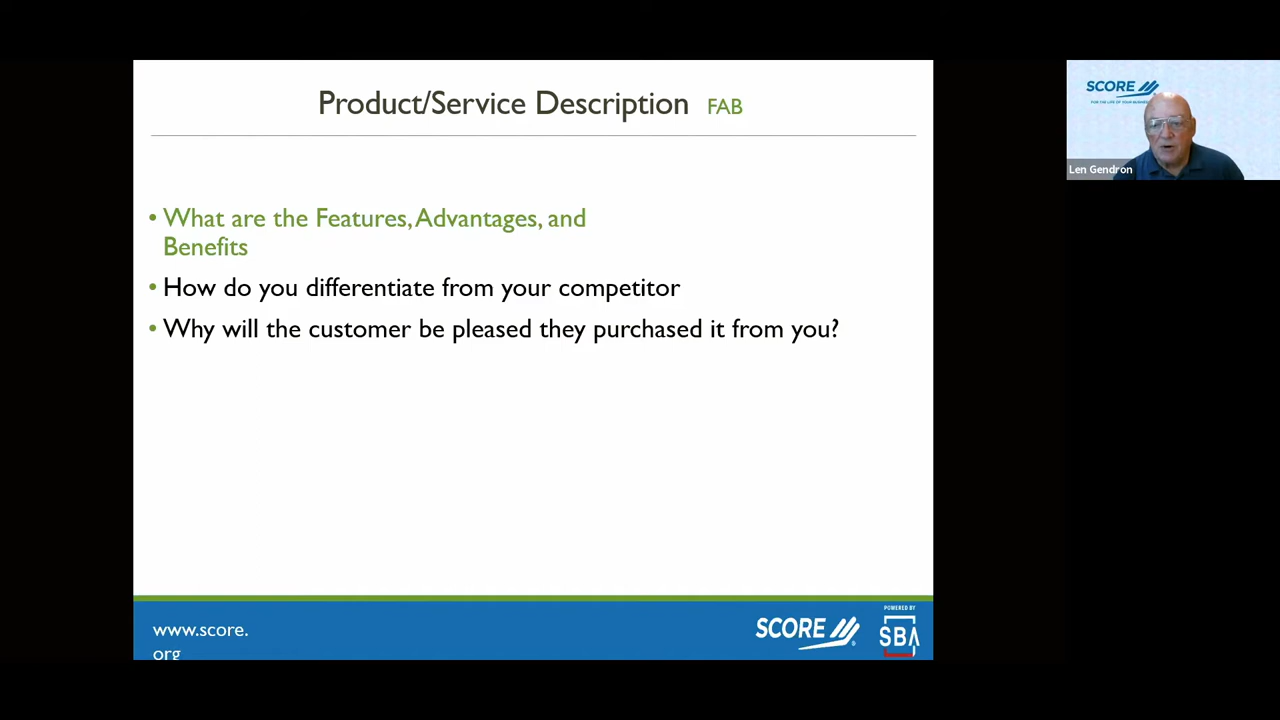 Product/Service Description FAB
• What are the Features, Advantages, and
Benefits
• How do you differentiate from your competitor
• Why will the customer be pleased they purchased it from you?
www.score.
org
SCORE
POWERED BY
SBA
SCORE
FOR THE LIFE OF YOUR BUSINESS
Len Gendron